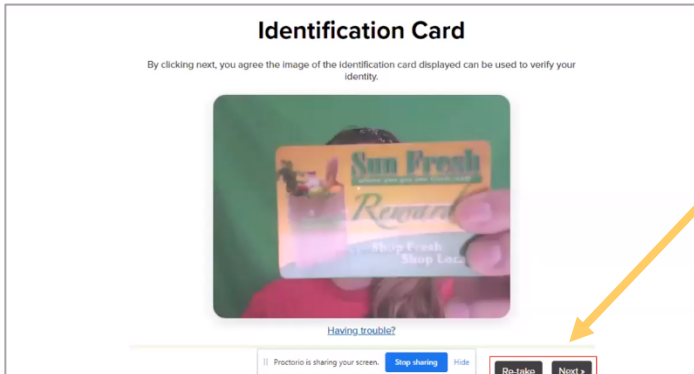 Identification Card
By clicking next, you agree the image of the identification card displayed can be used to verify your
identity.
Sun Fresh
Reward
Shop Fresh
Shop Loca
Having trouble?
Proctorio is sharing your screen. Stop sharing Hide
Re-take Next »